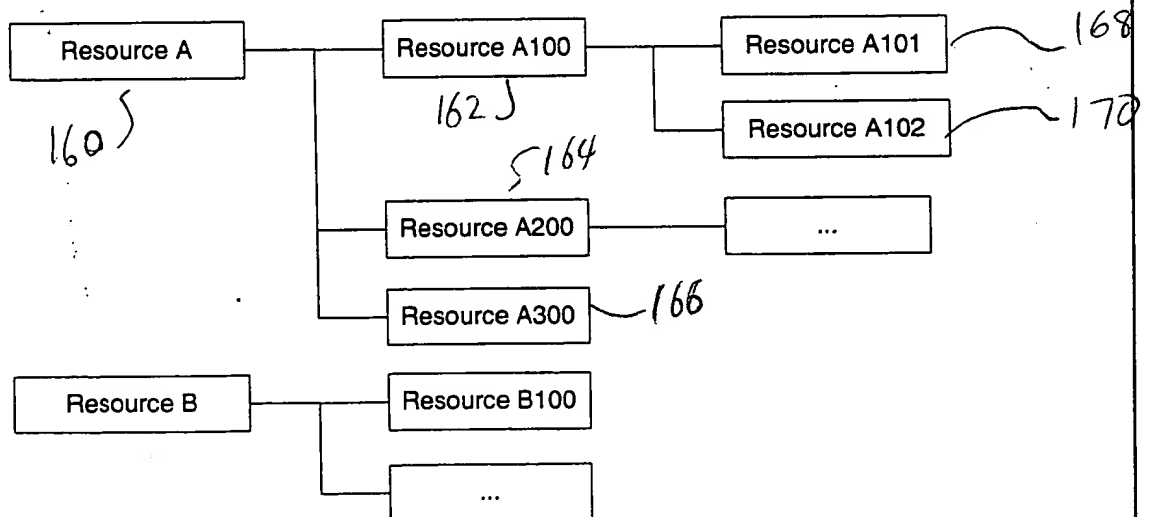 Resource A
Resource A100
Resource A101
168
160
162
Resource A102
170
164
Resource A200
...
Resource A300
166
Resource B
Resource B100
...